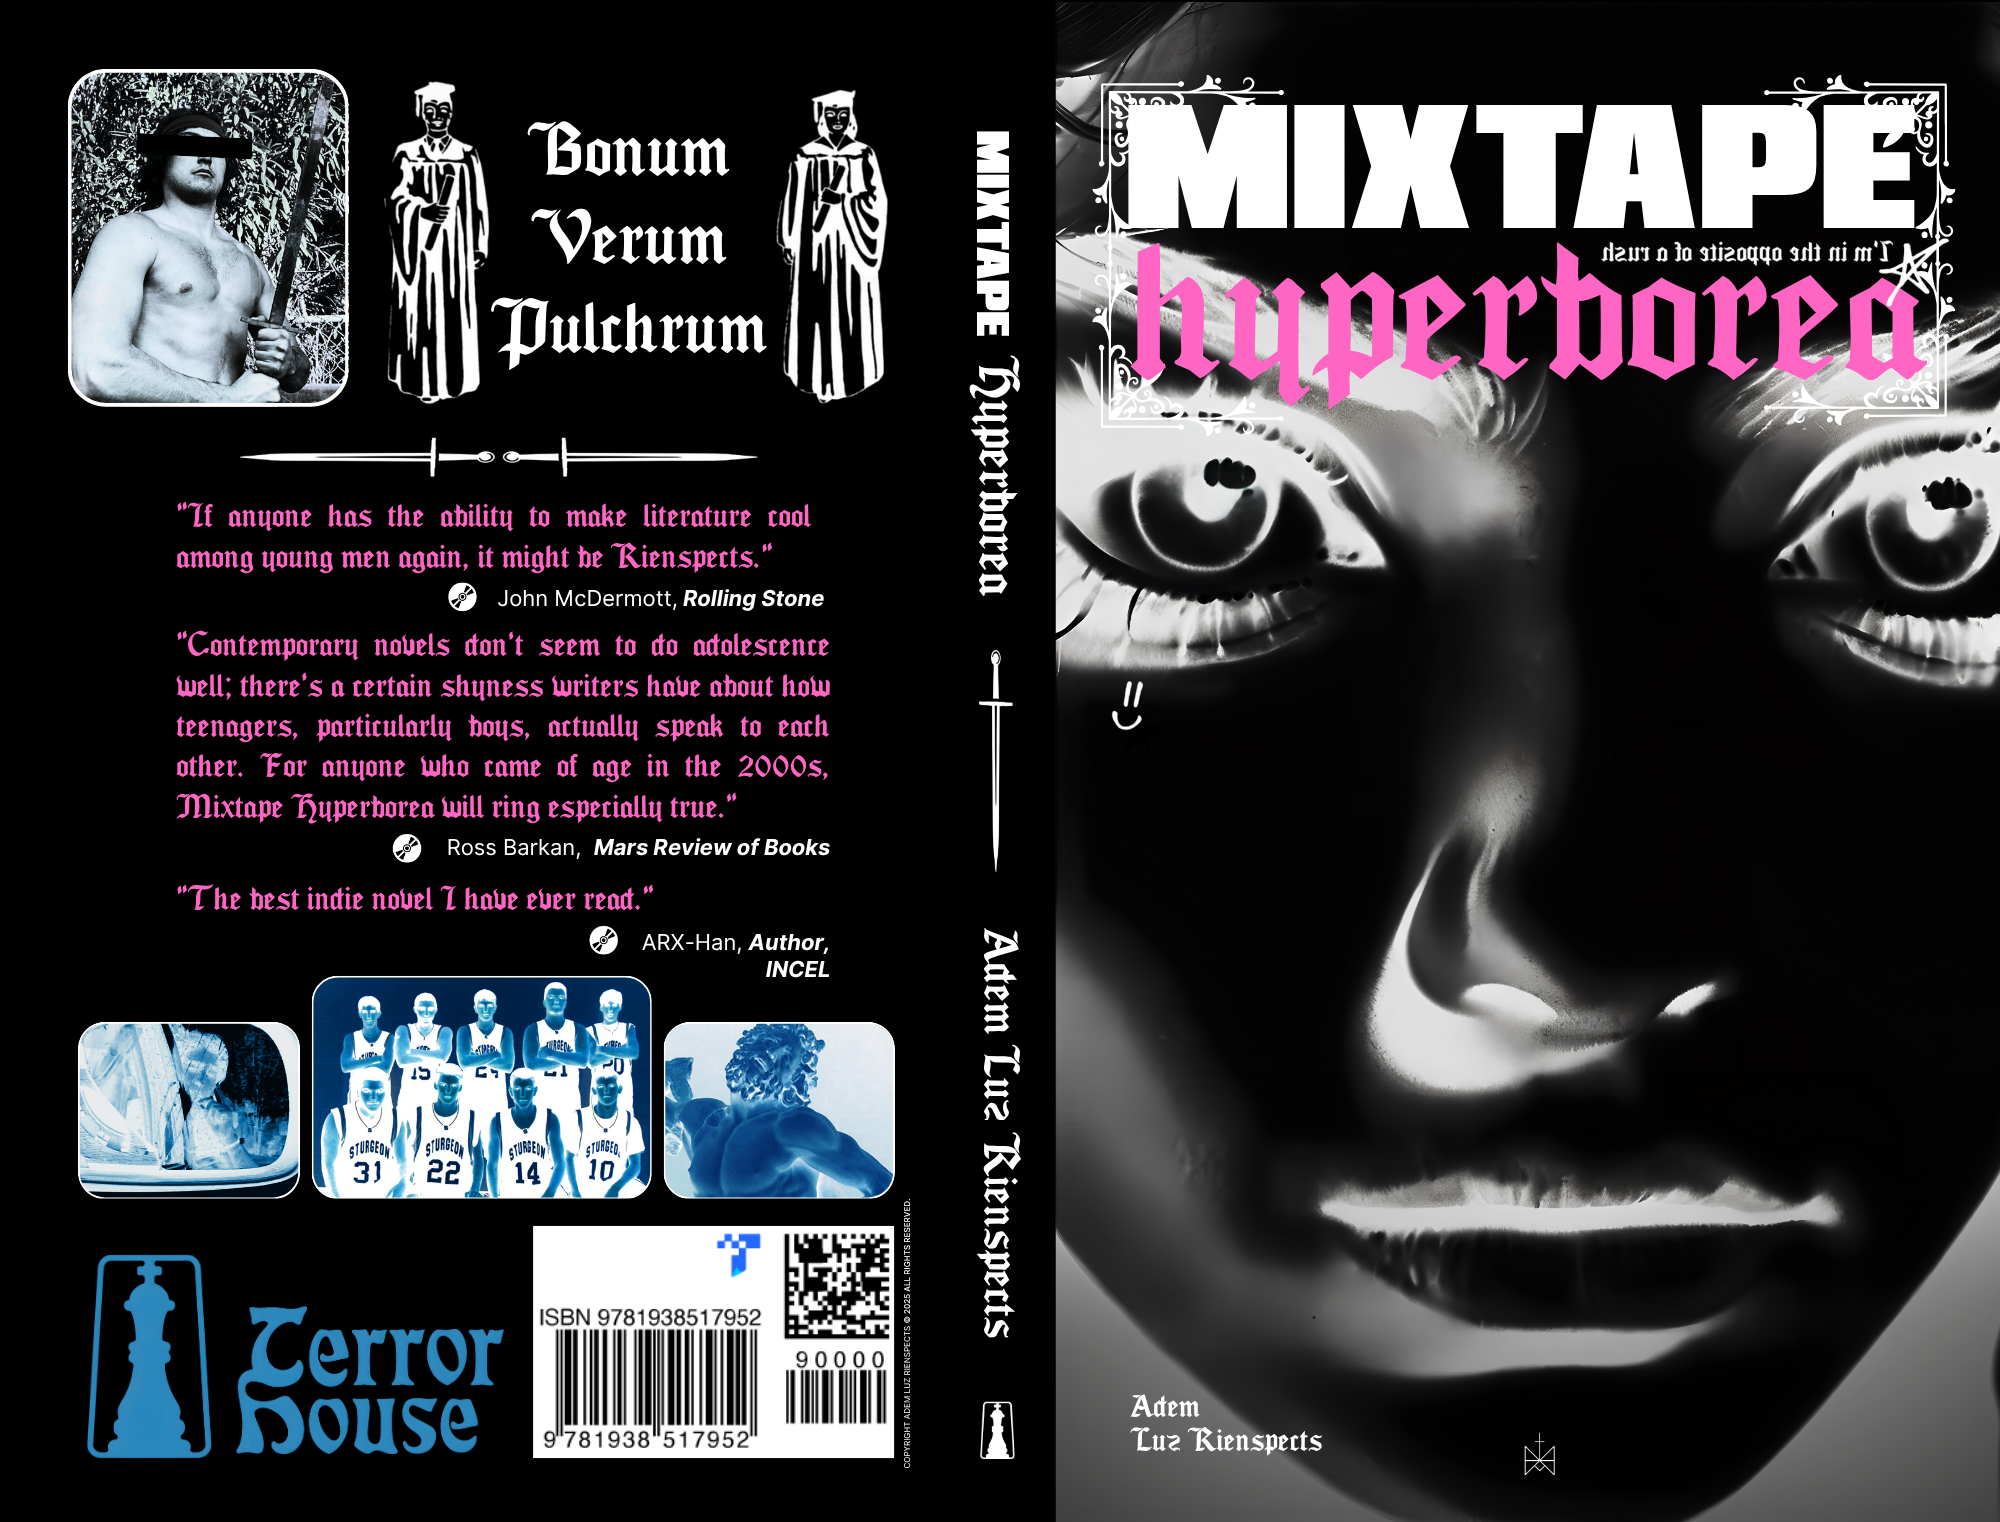 Bonum
Verum
Pulchrum
"If anyone has the ability to make literature cool
among young men again, it might be Rienspects."
John McDermott, Rolling Stone
"Contemporary novels don't seem to do adolescence
well; there's a certain shyness writers have about how
teenagers, particularly boys, actually speak to each
other. For anyone who came of age in the 2000s,
Mixtape Hyperborea will ring especially true."
Ross Barkan, Mars Review of Books
"The best indie novel I have ever read."
ARX-Han, Author,
INCEL
STURGEON
31
STURGEON
22
STURGEON
14
STURGEON
10
Terror
House
ISBN 9781938517952
90000
9 781938 517952
COPYRIGHT ADEM LUZ RIENSPECTS © 2025 ALL RIGHTS RESERVED.
MIXTAPE Hyperborea
Adem Luz Rienspects
MIXTAPE
I'm in the opposite of a rush
hyperborea
Adem
Luz Rienspects